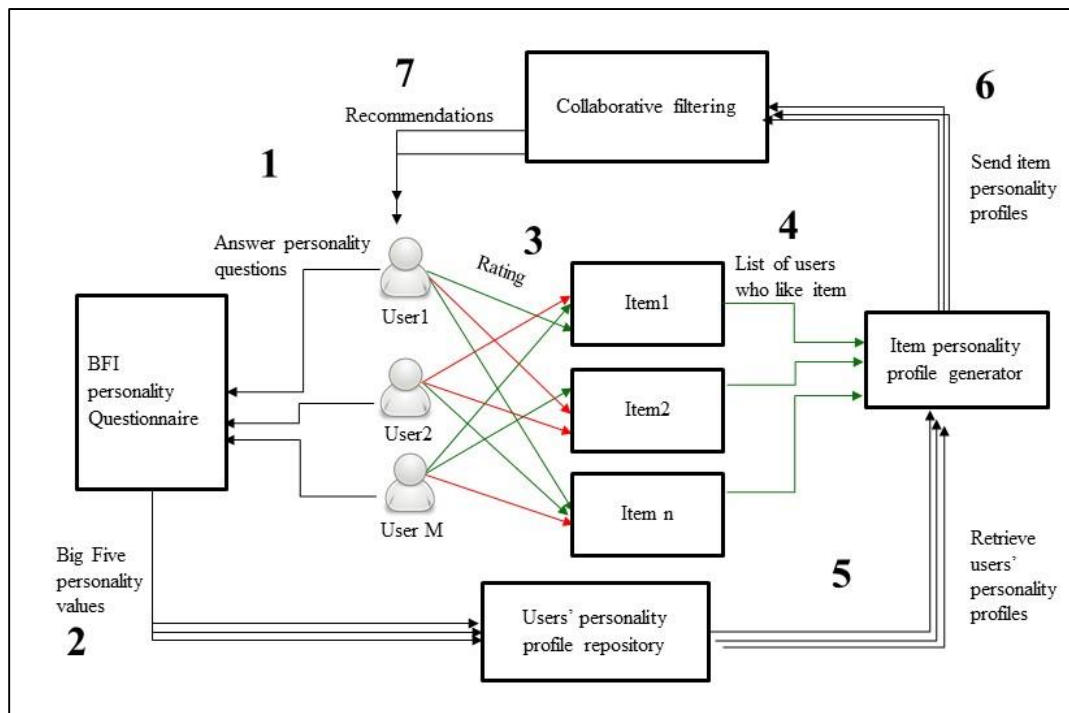 7
Recommendations
Collaborative filtering
6
Send item
personality
profiles
1
Answer personality
questions
3
Rating
4
List of users
who like item
User1
Item1
Item personality
profile generator
BFI
personality
Questionnaire
User2
Item2
User M
Item n
Big Five
personality
values
2
Users’ personality
profile repository
5
Retrieve
users’
personality
profiles